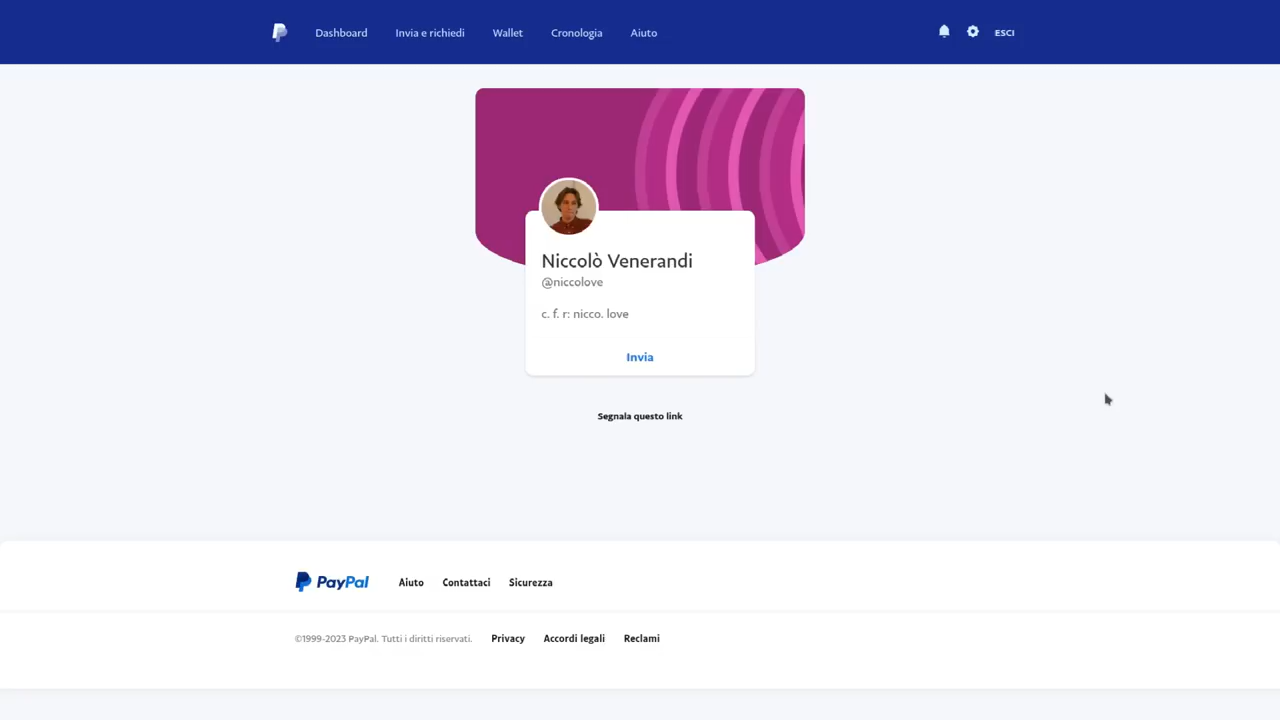 Dashboard Invia e richiedi Wallet Cronologia Aiuto ESCI
Niccolò Venerandi
@niccolove
c. f. r: nicco. love
Invia
Segnala questo link
PayPal Aiuto Contattaci Sicurezza
©1999-2023 PayPal. Tutti i diritti riservati. Privacy Accordi legali Reclami